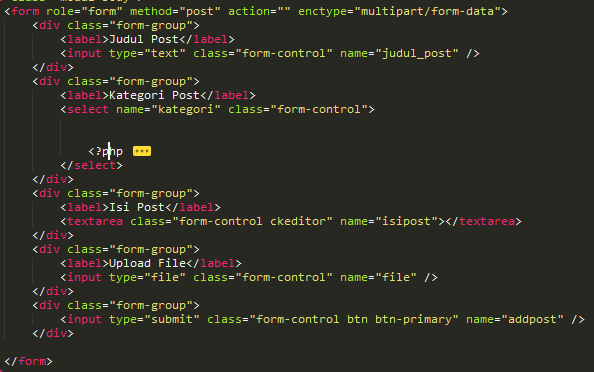 <form role="form" method="post" action="" enctype="multipart/form-data">
<div class="form-group">
<label>Judul Post</label>
<input type="text" class="form-control" name="judul_post" />
</div>
<div class="form-group">
<label>Kategori Post</label>
<select name="kategori" class="form-control">
<?php ...
</select>
</div>
<div class="form-group">
<label>Isi Post</label>
<textarea class="form-control ckeditor" name="isipost"></textarea>
</div>
<div class="form-group">
<label>Upload File</label>
<input type="file" class="form-control" name="file" />
</div>
<div class="form-group">
<input type="submit" class="form-control btn btn-primary" name="addpost" />
</div>
</form>